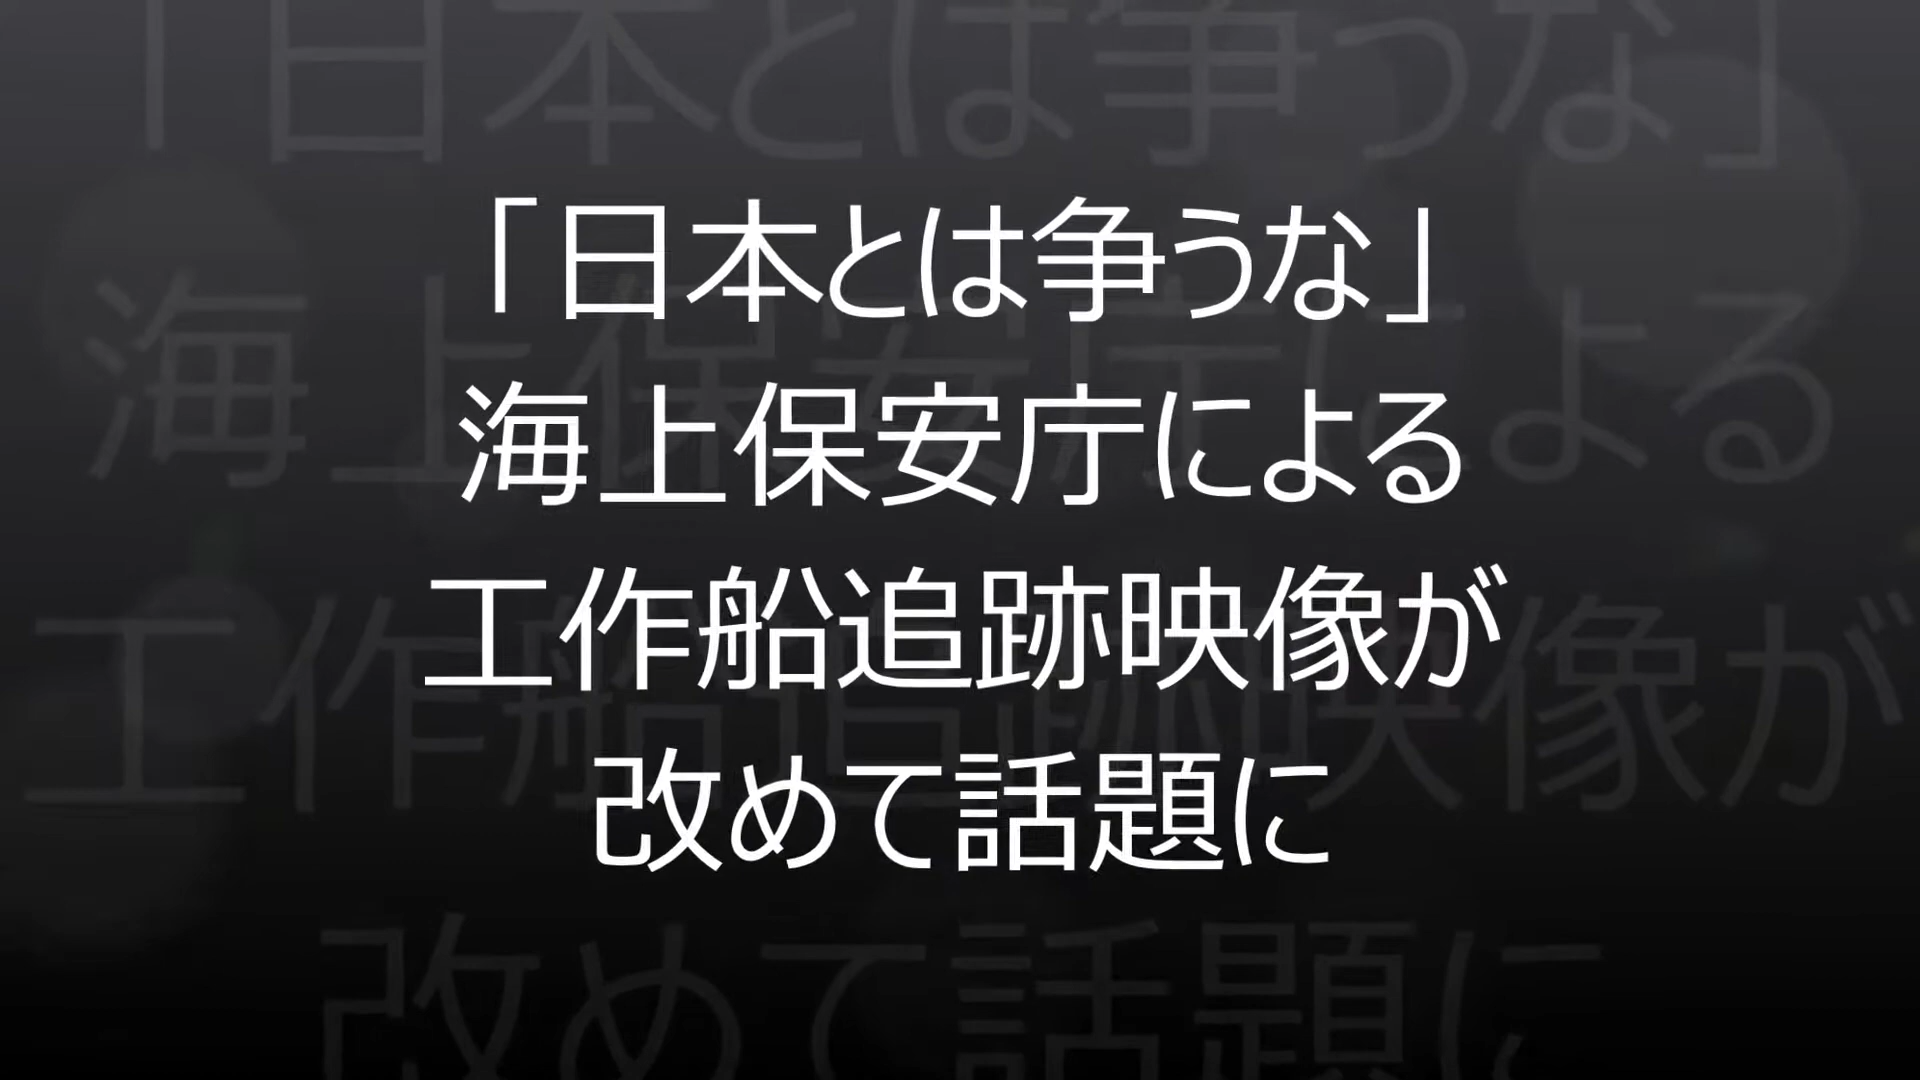 「日本とは争うな」
海上保安庁による
工作船追跡映像が
改めて話題に